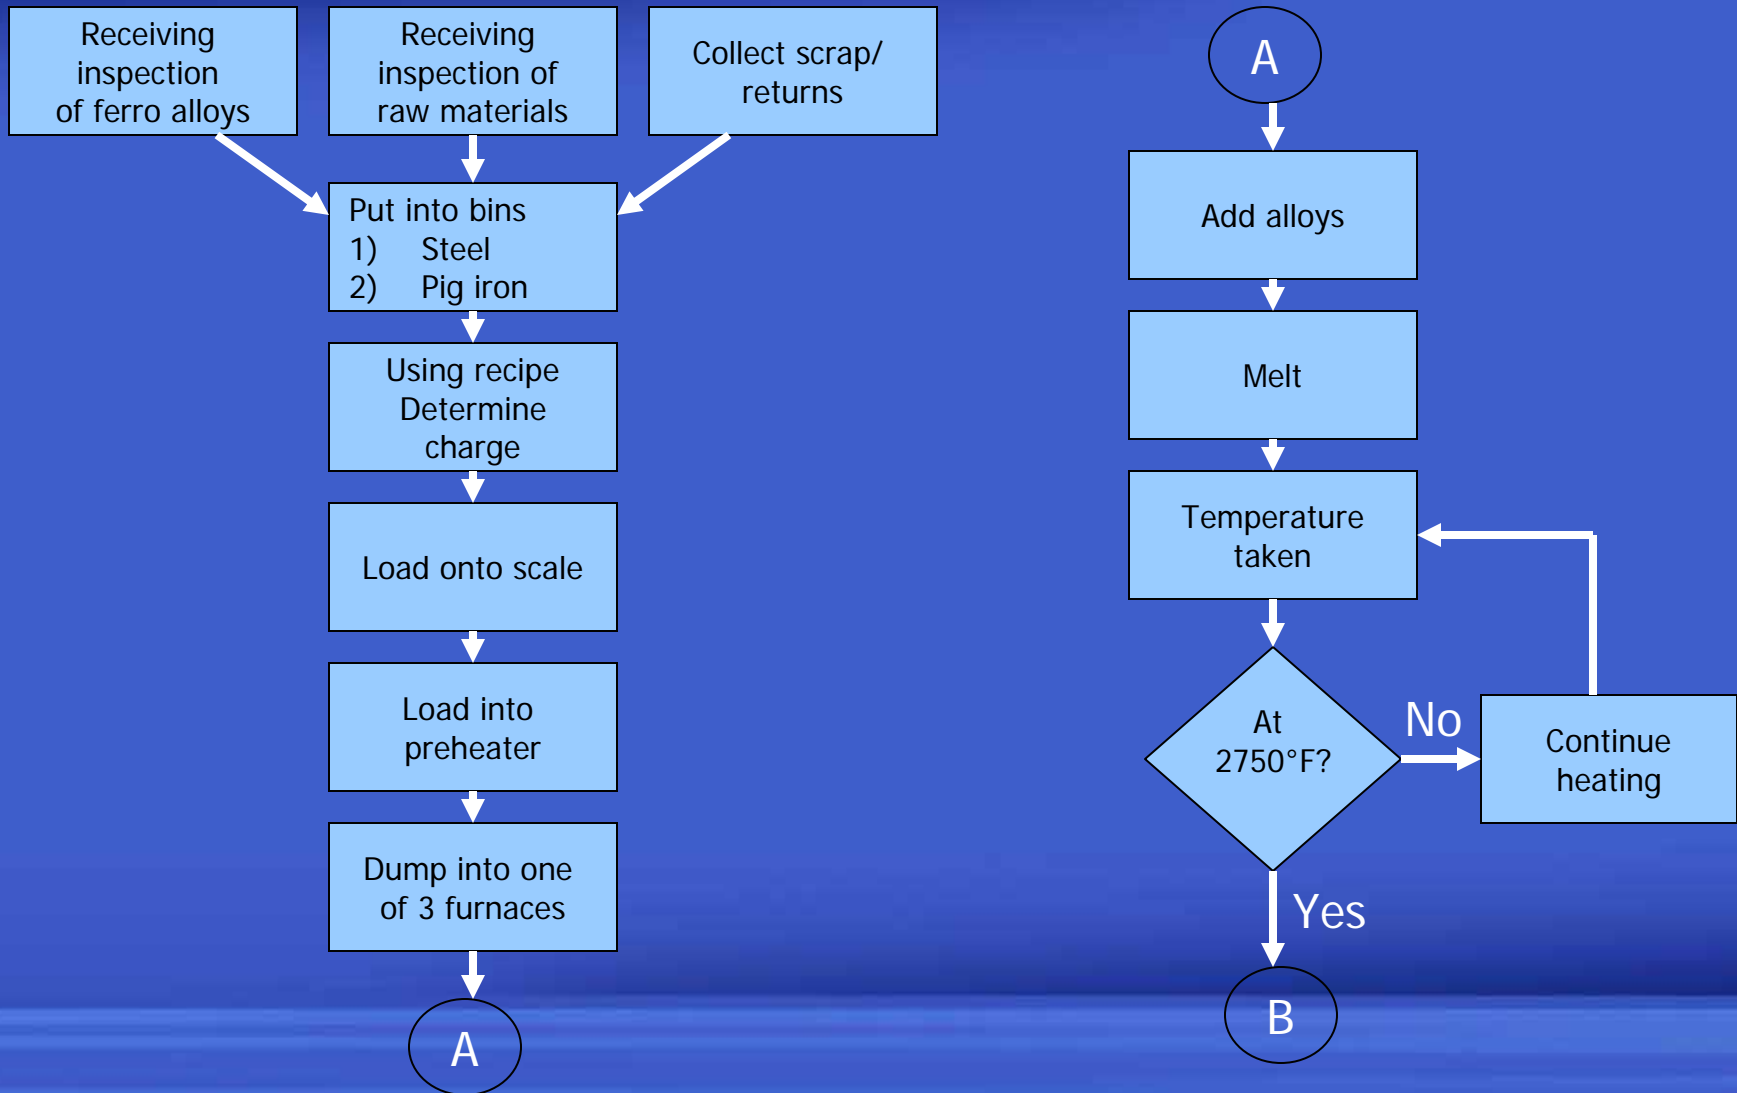 Receiving
inspection
of ferro alloys
Receiving
inspection of
raw materials
Collect scrap/
returns
Put into bins
1) Steel
2) Pig iron
Using recipe
Determine
charge
Load onto scale
Load into
preheater
Dump into one
of 3 furnaces
A
A
Add alloys
Melt
Temperature
taken
At
2750°F?
No
Continue
heating
Yes
B